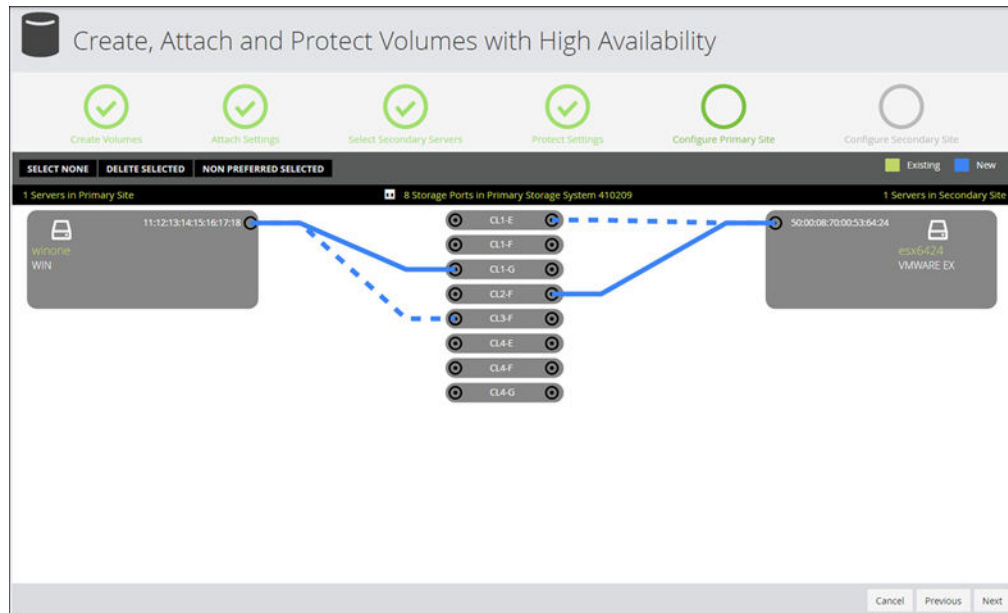 Create, Attach and Protect Volumes with High Availability
Create Volumes
Attach Settings
Select Secondary Servers
Protect Settings
Configure Primary Site
Configure Secondary Site
SELECT NONE DELETE SELECTED NON PREFERRED SELECTED Existing New
1 Servers in Primary Site 8 Storage Ports in Primary Storage System 410209 1 Servers in Secondary Site
11:12:13:14:15:16:17:18
winone
WIN
CL1-E
CL1-F
CL1-G
CL2-F
CL3-F
CL4-E
CL4-F
CL4-G
50:00:08:70:00:53:64:24
esx6424
VMWARE EX
Cancel Previous Next